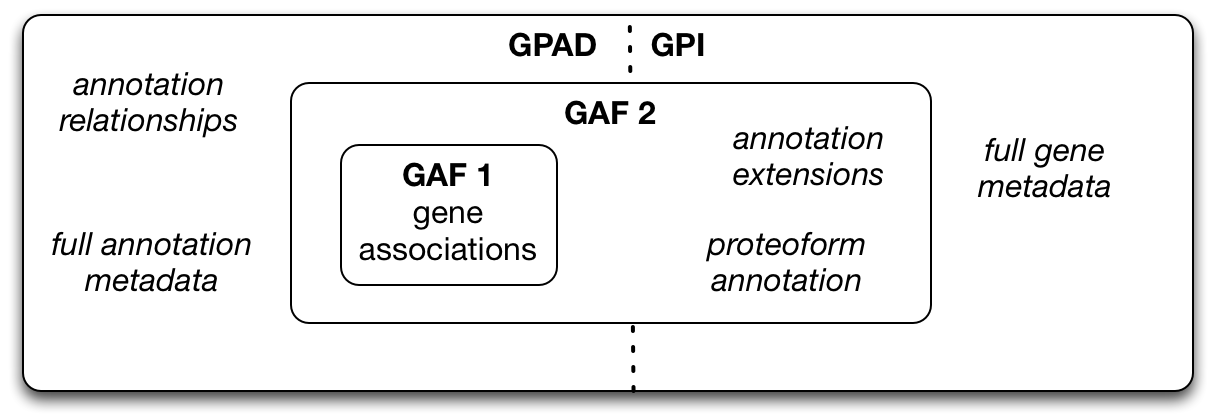 GPAD GPI
annotation
relationships
GAF 2
annotation
extensions
GAF 1
gene
associations
full gene
metadata
full annotation
metadata
proteoform
annotation